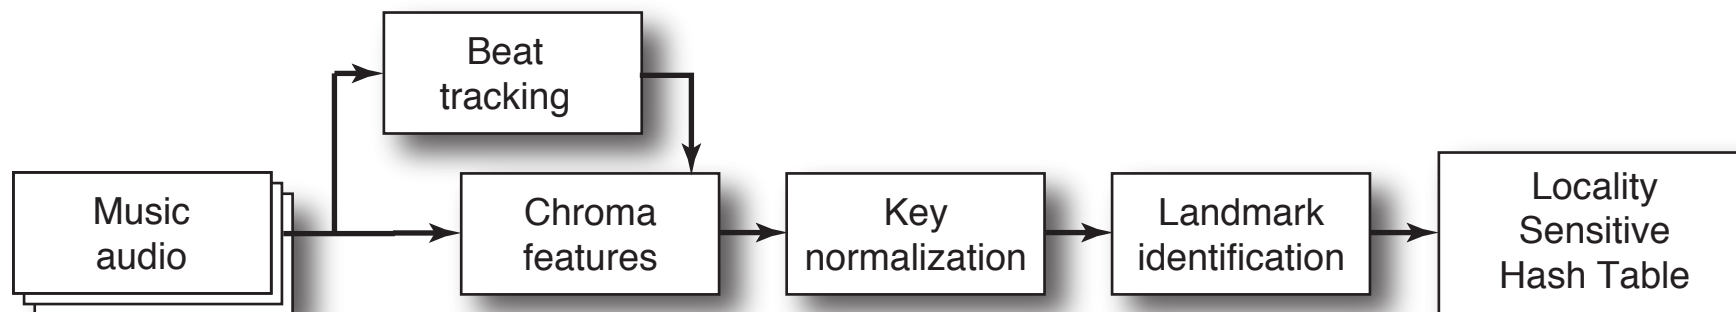 Beat
tracking
Music
audio
Chroma
features
Key
normalization
Landmark
identification
Locality
Sensitive
Hash Table